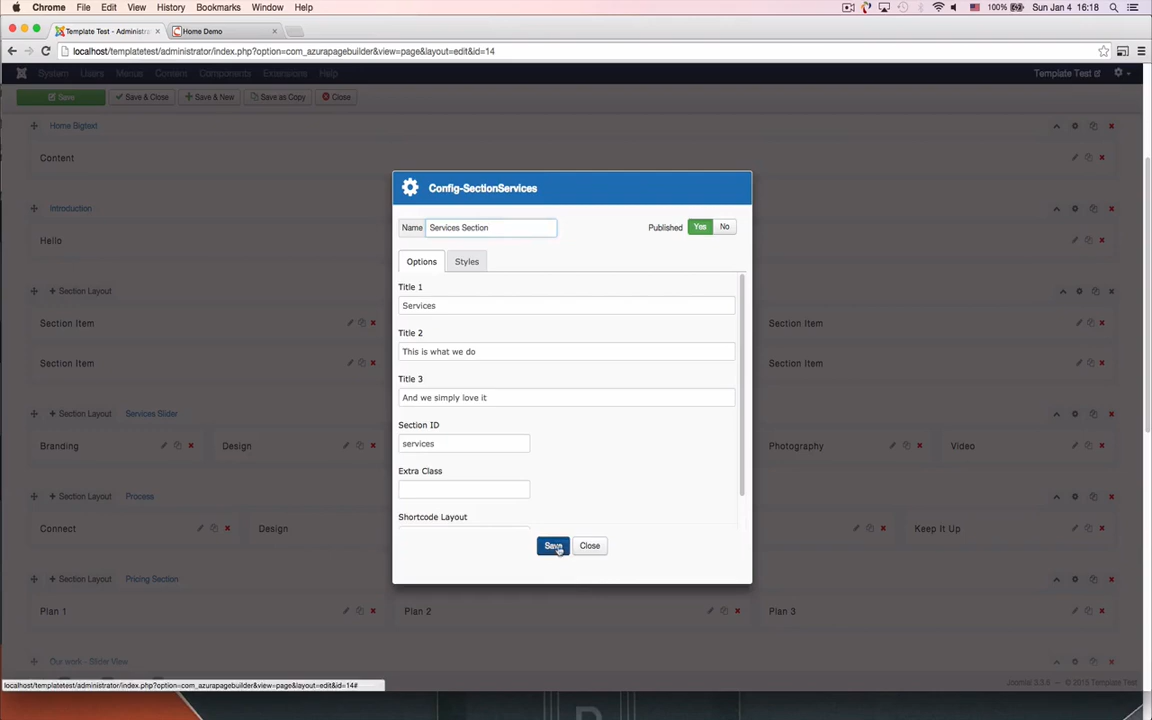 Chrome File Edit View History Bookmarks Window Help 100% Sun Jan 4 16:18
Template Test - Administra Home Demo
localhost/templatetest/administrator/index.php?option=com_azurapagebuilder&view=page&layout=edit&id=14
System Users Menus Content Components Extensions Help Template Test
Save Save & Close Save & New Save as Copy Close
Home Bigtext
Content
Introduction
Hello
+ Section Layout
Section Item Section Item
Section Item Section Item
+ Section Layout Services Slider
Branding Design Photography Video
+ Section Layout Process
Connect Design Keep It Up
+ Section Layout Pricing Section
Plan 1 Plan 2 Plan 3
Our work - Slider View
Config-SectionServices
Name Services Section Published Yes No
Options Styles
Title 1
Services
Title 2
This is what we do
Title 3
And we simply love it
Section ID
services
Extra Class
Shortcode Layout
Save Close
localhost/templatetest/administrator/index.php?option=com_azurapagebuilder&view=page&layout=edit&id=14#
Joomla! 3.3.6 — © 2015 Template Test